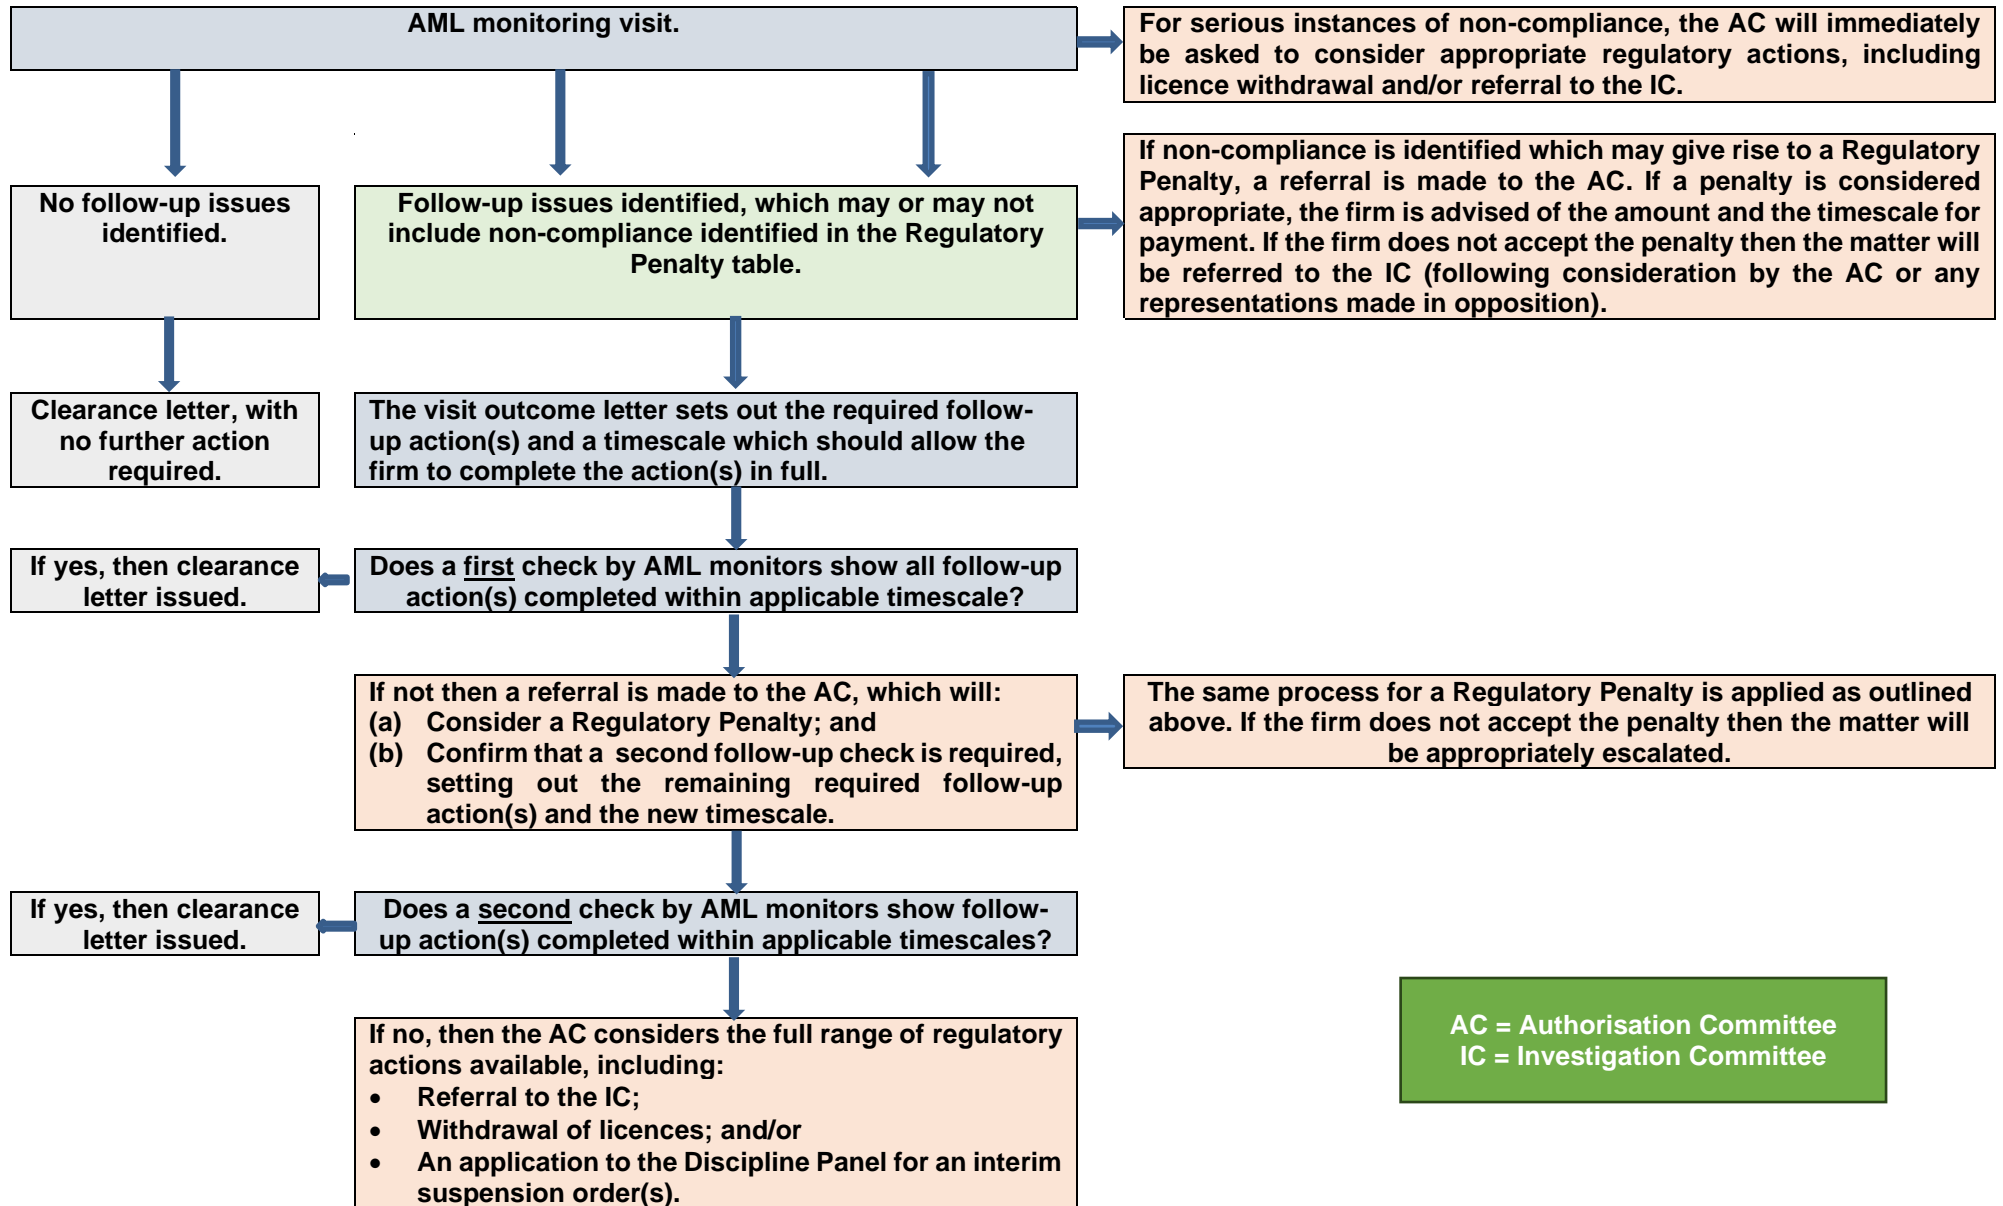 AML monitoring visit.
For serious instances of non-compliance, the AC will immediately
be asked to consider appropriate regulatory actions, including
licence withdrawal and/or referral to the IC.
If non-compliance is identified which may give rise to a Regulatory
Penalty, a referral is made to the AC. If a penalty is considered
appropriate, the firm is advised of the amount and the timescale for
payment. If the firm does not accept the penalty then the matter will
be referred to the IC (following consideration by the AC or any
representations made in opposition).
No follow-up issues
identified.
Follow-up issues identified, which may or may not
include non-compliance identified in the Regulatory
Penalty table.
Clearance letter, with
no further action
required.
The visit outcome letter sets out the required follow-
up action(s) and a timescale which should allow the
firm to complete the action(s) in full.
If yes, then clearance
letter issued.
Does a first check by AML monitors show all follow-up
action(s) completed within applicable timescale?
If not then a referral is made to the AC, which will:
(a) Consider a Regulatory Penalty; and
(b) Confirm that a second follow-up check is required,
setting out the remaining required follow-up
action(s) and the new timescale.
The same process for a Regulatory Penalty is applied as outlined
above. If the firm does not accept the penalty then the matter will
be appropriately escalated.
If yes, then clearance
letter issued.
Does a second check by AML monitors show follow-
up action(s) completed within applicable timescales?
If no, then the AC considers the full range of regulatory
actions available, including:
• Referral to the IC;
• Withdrawal of licences; and/or
• An application to the Discipline Panel for an interim
suspension order(s).
AC = Authorisation Committee
IC = Investigation Committee